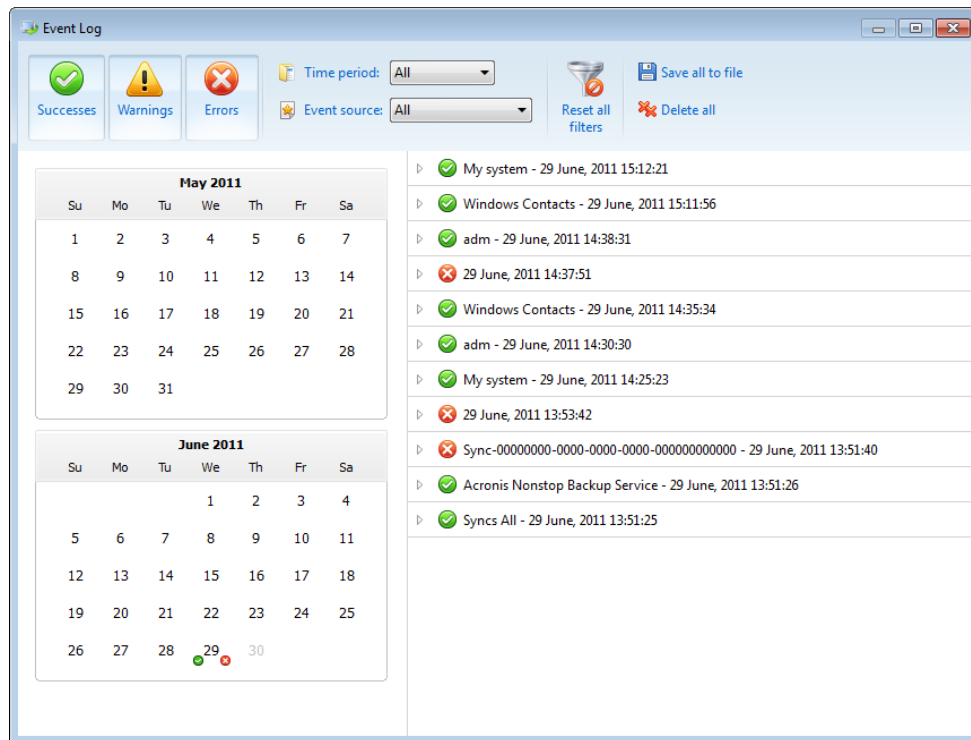 Event Log
Successes Warnings Errors
Time period: All
Event source: All
Reset all
filters
Save all to file
Delete all
May 2011
Su Mo Tu We Th Fr Sa
1 2 3 4 5 6 7
8 9 10 11 12 13 14
15 16 17 18 19 20 21
22 23 24 25 26 27 28
29 30 31
June 2011
Su Mo Tu We Th Fr Sa
1 2 3 4
5 6 7 8 9 10 11
12 13 14 15 16 17 18
19 20 21 22 23 24 25
26 27 28 29 30
My system - 29 June, 2011 15:12:21
Windows Contacts - 29 June, 2011 15:11:56
adm - 29 June, 2011 14:38:31
29 June, 2011 14:37:51
Windows Contacts - 29 June, 2011 14:35:34
adm - 29 June, 2011 14:30:30
My system - 29 June, 2011 14:25:23
29 June, 2011 13:53:42
Sync-00000000-0000-0000-0000-000000000000 - 29 June, 2011 13:51:40
Acronis Nonstop Backup Service - 29 June, 2011 13:51:26
Syncs All - 29 June, 2011 13:51:25